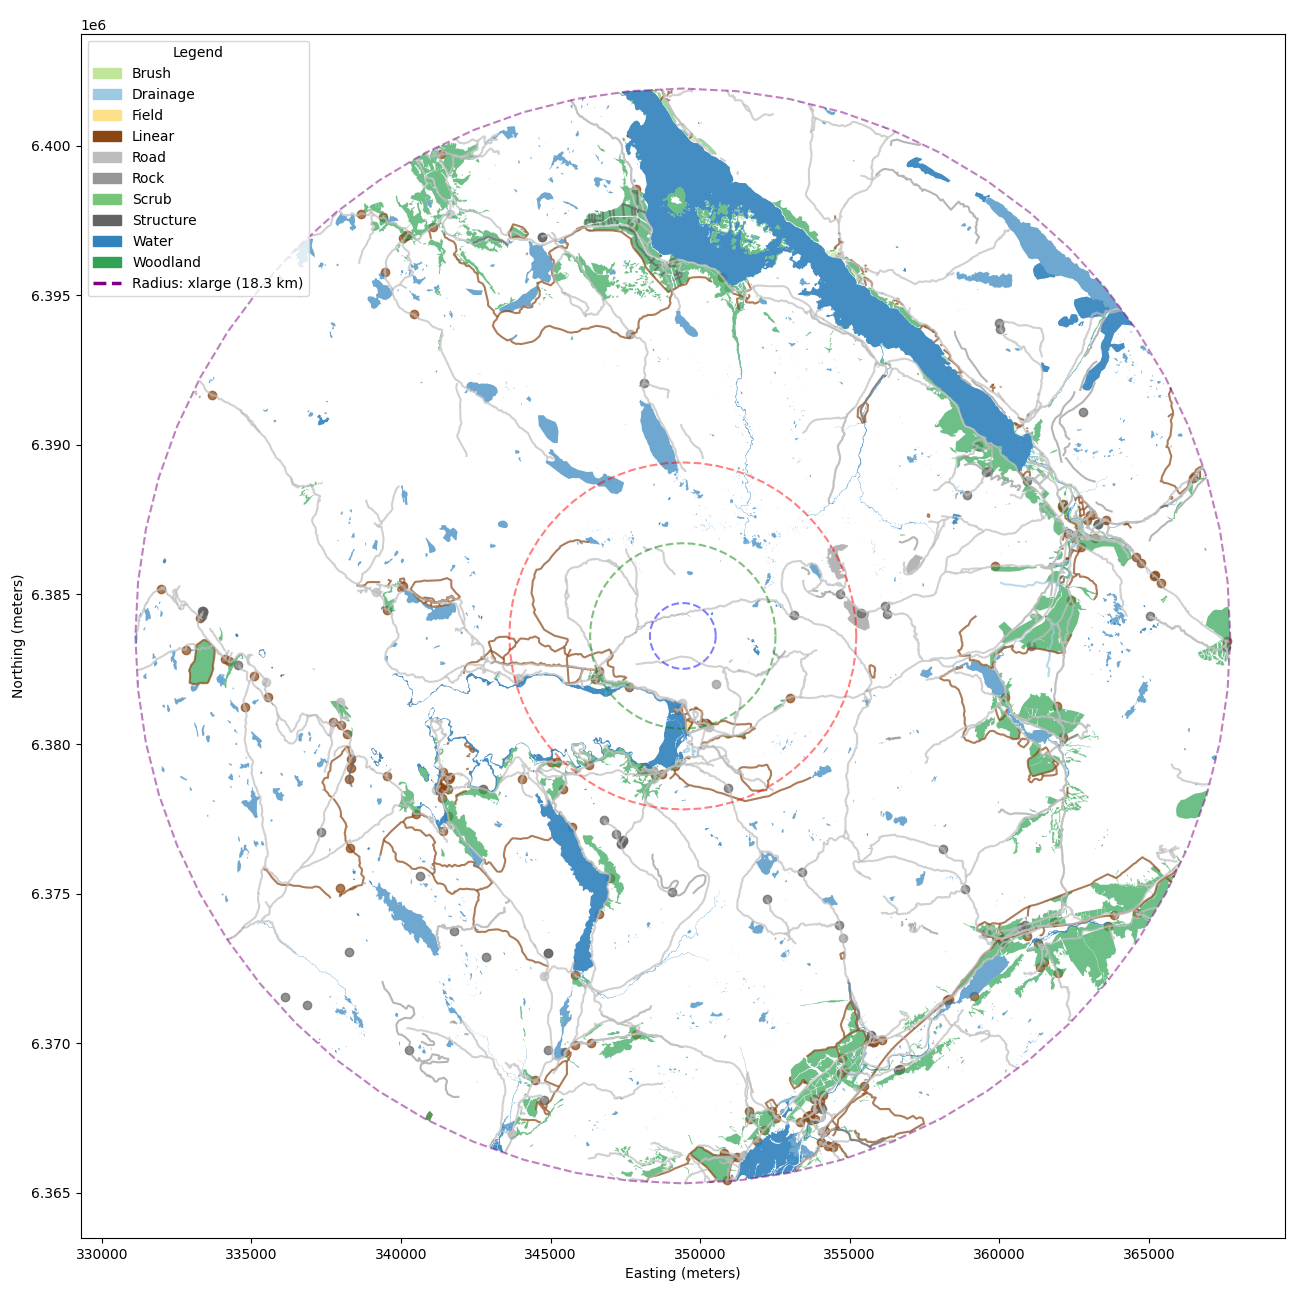 1e6
Legend
Brush
Drainage
Field
Linear
Road
Rock
Scrub
Structure
Water
Woodland
Radius: xlarge (18.3 km)
6.400
6.395
6.390
6.385
6.380
6.375
6.370
6.365
Northing (meters)
330000 335000 340000 345000 350000 355000 360000 365000
Easting (meters)